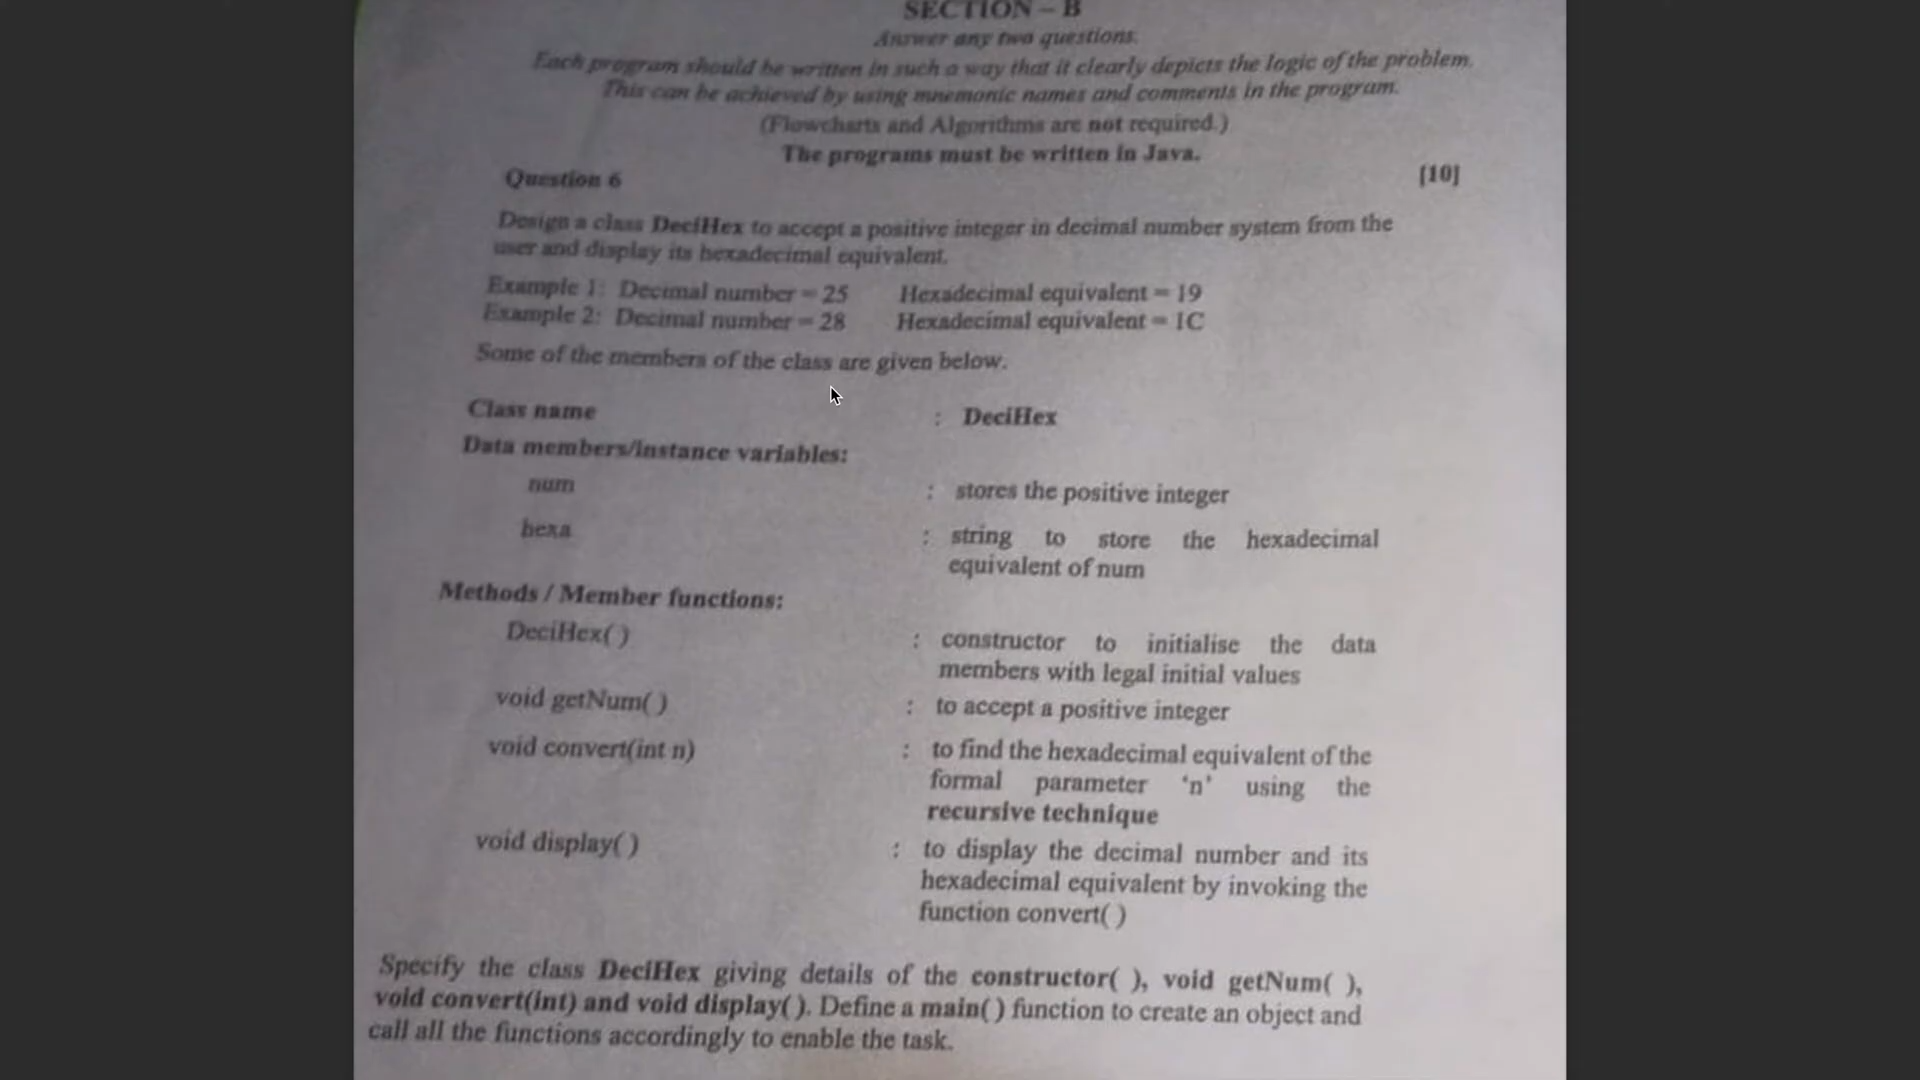 SECTION – B
Answer any two questions.
Each program should be written in such a way that it clearly depicts the logic of the problem.
This can be achieved by using mnemonic names and comments in the program.
(Flowcharts and Algorithms are not required.)
The programs must be written in Java.
Question 6 [10]
Design a class DeciHex to accept a positive integer in decimal number system from the
user and display its hexadecimal equivalent.
Example 1: Decimal number = 25 Hexadecimal equivalent = 19
Example 2: Decimal number = 28 Hexadecimal equivalent = 1C
Some of the members of the class are given below.
Class name : DeciHex
Data members/instance variables:
num : stores the positive integer
hexa : string to store the hexadecimal
equivalent of num
Methods / Member functions:
DeciHex( ) : constructor to initialise the data
members with legal initial values
void getNum( ) : to accept a positive integer
void convert(int n) : to find the hexadecimal equivalent of the
formal parameter ‘n’ using the
recursive technique
void display( ) : to display the decimal number and its
hexadecimal equivalent by invoking the
function convert( )
Specify the class DeciHex giving details of the constructor( ), void getNum( ),
void convert(int) and void display( ). Define a main( ) function to create an object and
call all the functions accordingly to enable the task.